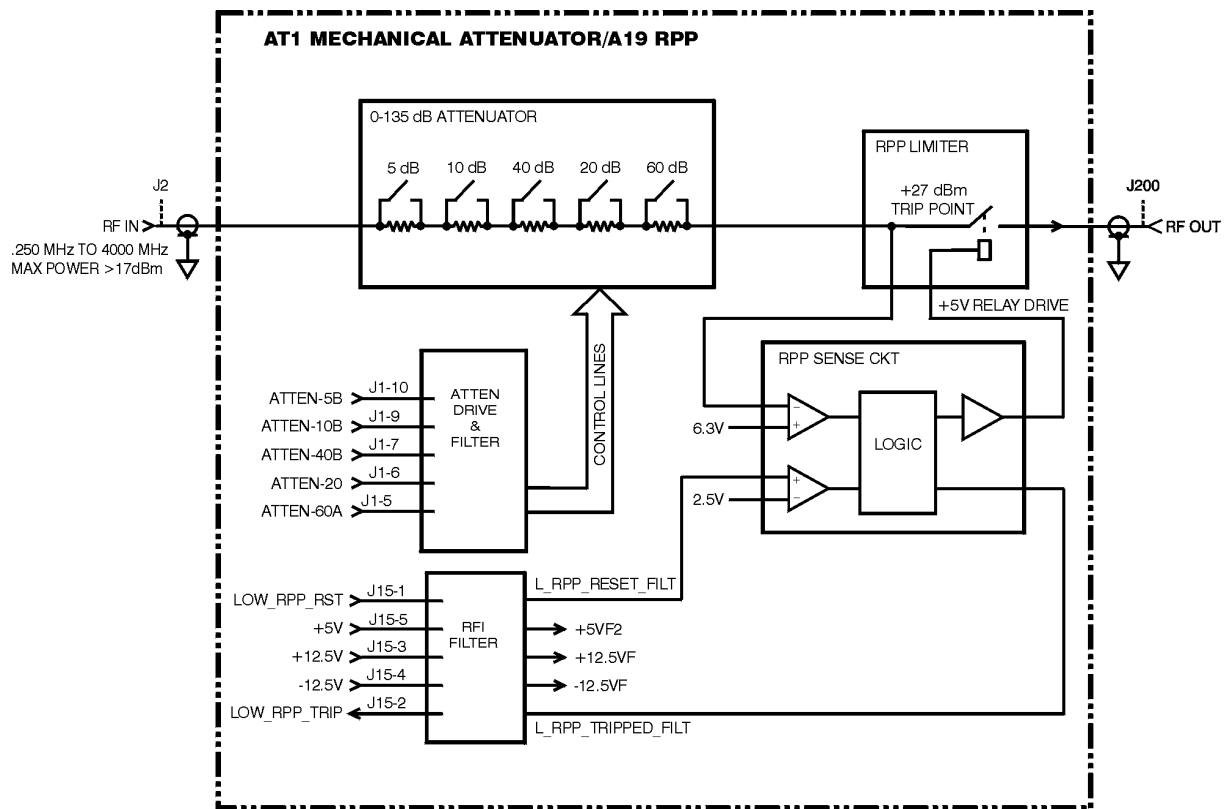 AT1 MECHANICAL ATTENUATOR/A19 RPP
0-135 dB ATTENUATOR
5 dB
10 dB
40 dB
20 dB
60 dB
RPP LIMITER
+27 dBm
TRIP POINT
J2
RF IN
.250 MHz TO 4000 MHz
MAX POWER >17dBm
J200
RF OUT
+5V RELAY DRIVE
CONTROL LINES
ATTEN
DRIVE
&
FILTER
ATTEN-5B
J1-10
ATTEN-10B
J1-9
ATTEN-40B
J1-7
ATTEN-20
J1-6
ATTEN-60A
J1-5
RPP SENSE CKT
-
+
6.3V
+
-
2.5V
LOGIC
RFI
FILTER
LOW_RPP_RST
J15-1
+5V
J15-5
+12.5V
J15-3
-12.5V
J15-4
LOW_RPP_TRIP
J15-2
L_RPP_RESET_FILT
+5VF2
+12.5VF
-12.5VF
L_RPP_TRIPPED_FILT